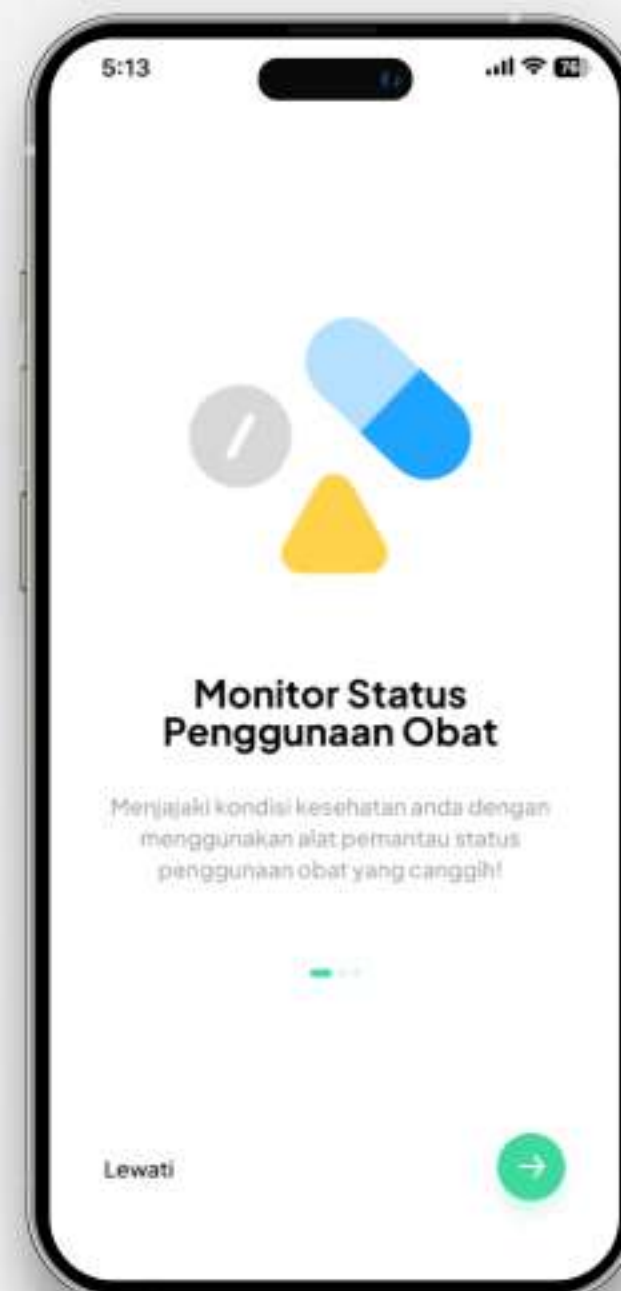 5:13
76
Monitor Status
Penggunaan Obat
Menjajaki kondisi kesehatan anda dengan
menggunakan alat pemantau status
penggunaan obat yang canggih!
Lewati